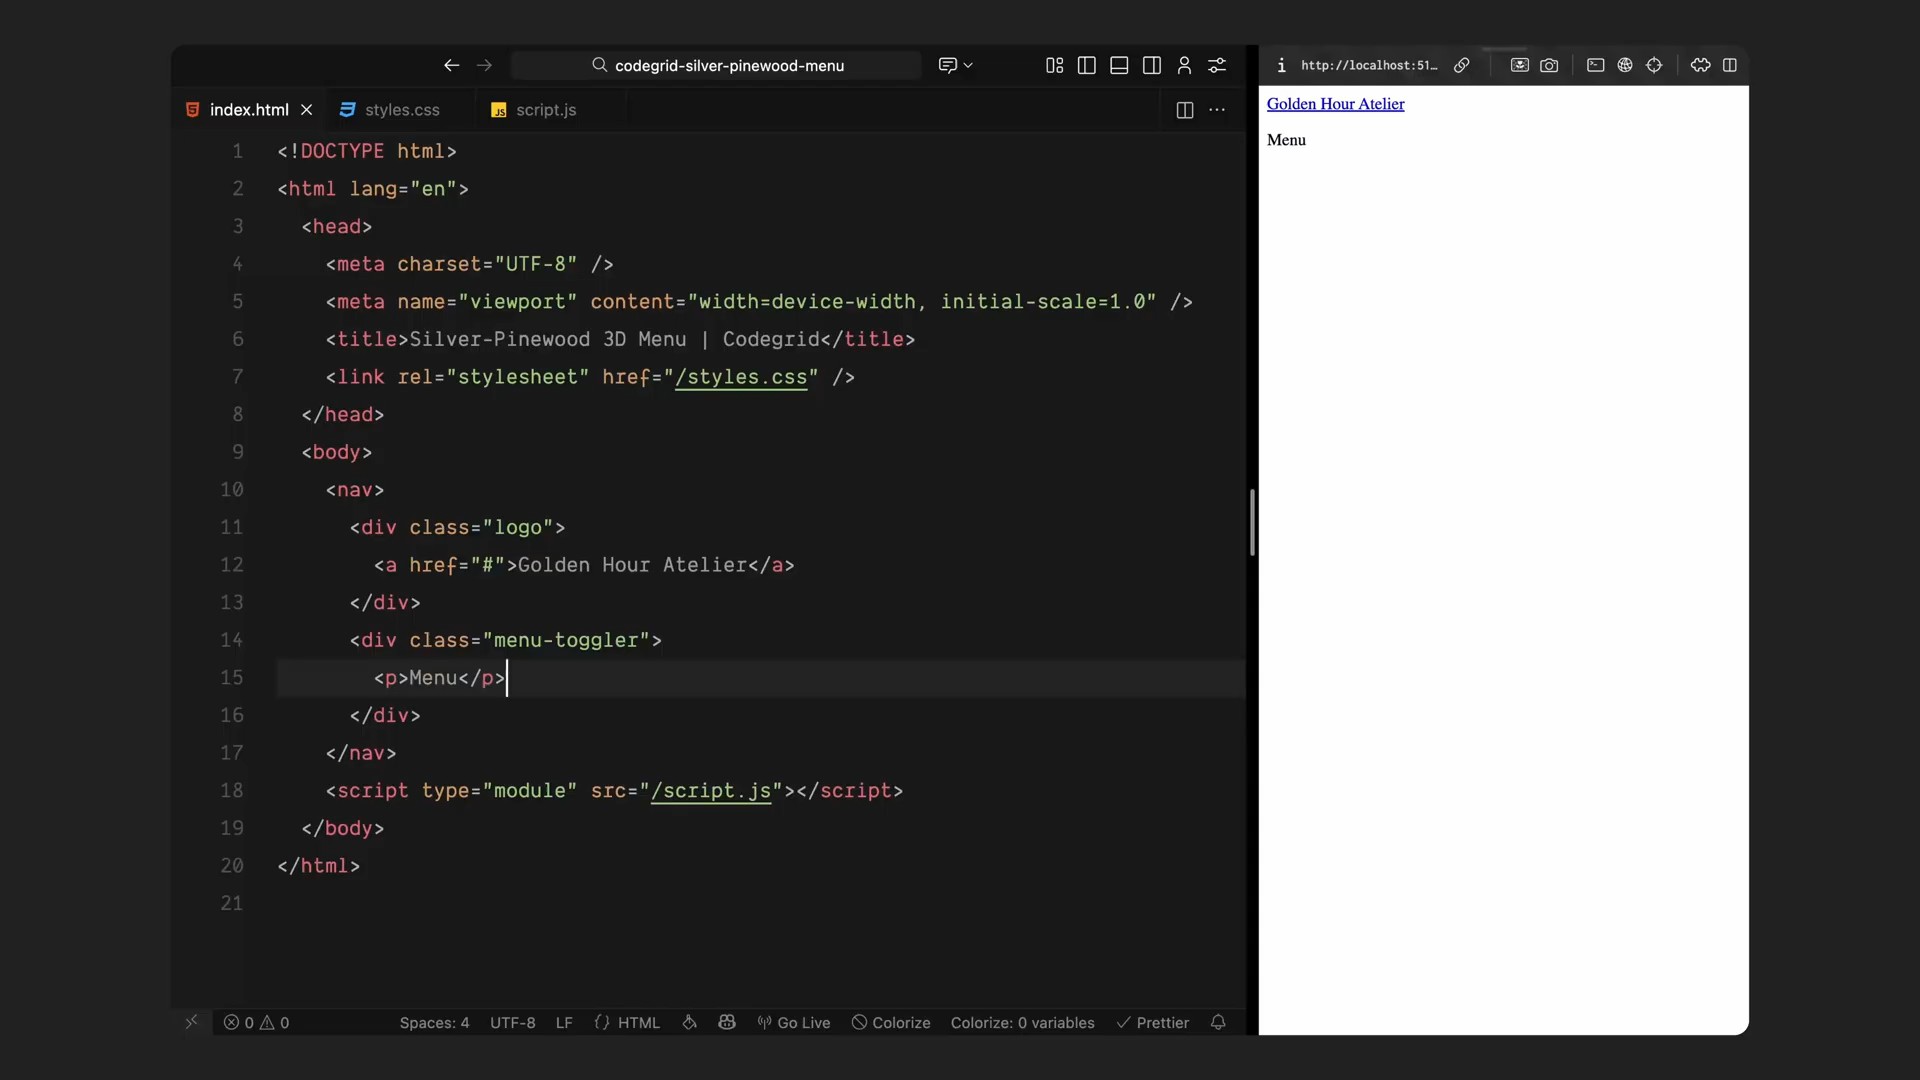 codegrid-silver-pinewood-menu
http://localhost:51…
index.html
styles.css
JS script.js
Golden Hour Atelier
Menu
1 <!DOCTYPE html>
2 <html lang="en">
3 <head>
4 <meta charset="UTF-8" />
5 <meta name="viewport" content="width=device-width, initial-scale=1.0" />
6 <title>Silver-Pinewood 3D Menu | Codegrid</title>
7 <link rel="stylesheet" href="/styles.css" />
8 </head>
9 <body>
10 <nav>
11 <div class="logo">
12 <a href="#">Golden Hour Atelier</a>
13 </div>
14 <div class="menu-toggler">
15 <p>Menu</p>
16 </div>
17 </nav>
18 <script type="module" src="/script.js"></script>
19 </body>
20 </html>
21
0 0 Spaces: 4 UTF-8 LF {} HTML Go Live Colorize Colorize: 0 variables Prettier